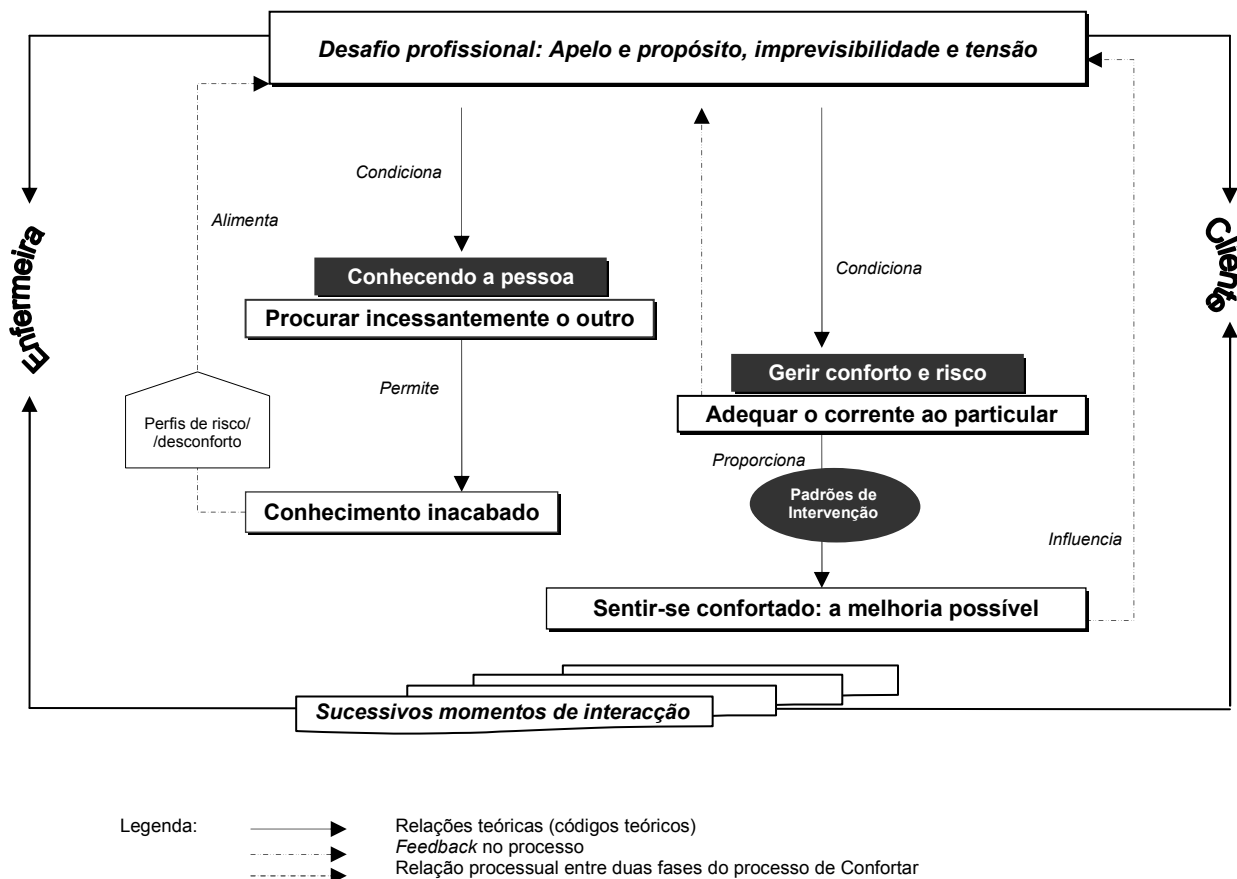 Desafio profissional: Apelo e propósito, imprevisibilidade e tensão
Condiciona
Alimenta
Enfermeira
Cliente
Condiciona
Conhecendo a pessoa
Procurar incessantemente o outro
Permite
Gerir conforto e risco
Adequar o corrente ao particular
Perfis de risco/
/desconforto
Proporciona
Padrões de
Intervenção
Conhecimento inacabado
Influencia
Sentir-se confortado: a melhoria possível
Sucessivos momentos de interacção
Legenda:
Relações teóricas (códigos teóricos)
Feedback no processo
Relação processual entre duas fases do processo de Confortar